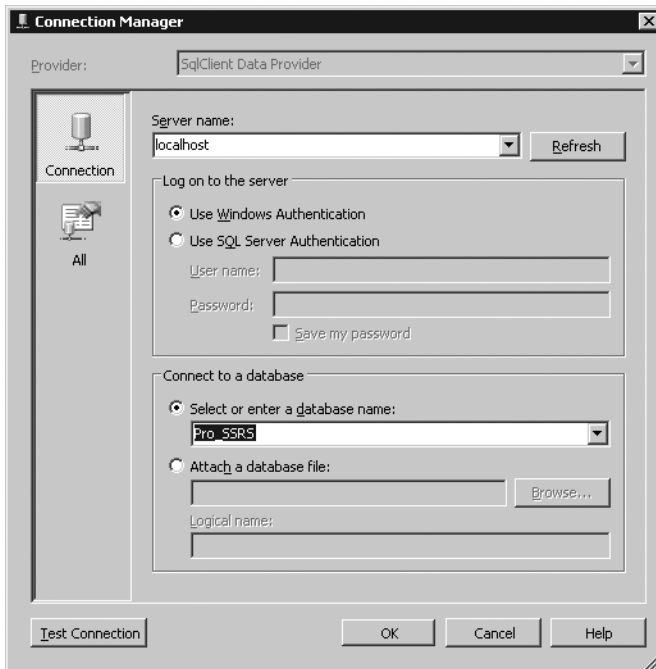 Connection Manager
Provider:
SqlClient Data Provider
Connection
All
Server name:
localhost
Refresh
Log on to the server
Use Windows Authentication
Use SQL Server Authentication
User name:
Password:
Save my password
Connect to a database
Select or enter a database name:
Pro_SSRS
Attach a database file:
Browse...
Logical name:
Test Connection
OK
Cancel
Help